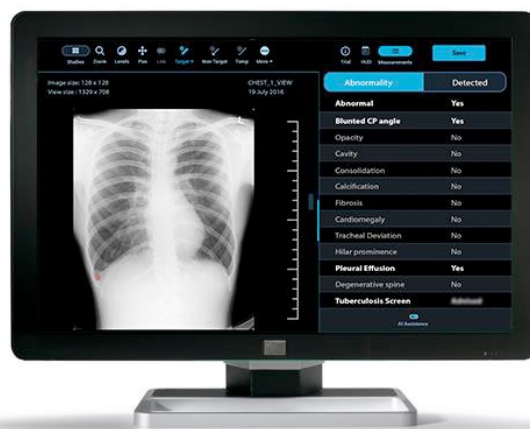 Studies Zoom Levels Pan Link Target Non Target Temp More
Trial HUD Measurements Save
Image size: 128 x 128
View size: 1329 x 708
CHEST_1_VIEW
19 July 2016
L
Abnormality Detected
Abnormal Yes
Blunted CP angle Yes
Opacity No
Cavity No
Consolidation No
Calcification No
Fibrosis No
Cardiomegaly No
Tracheal Deviation No
Hilar prominence No
Pleural Effusion Yes
Degenerative spine No
Tuberculosis Screen
AI Assistance